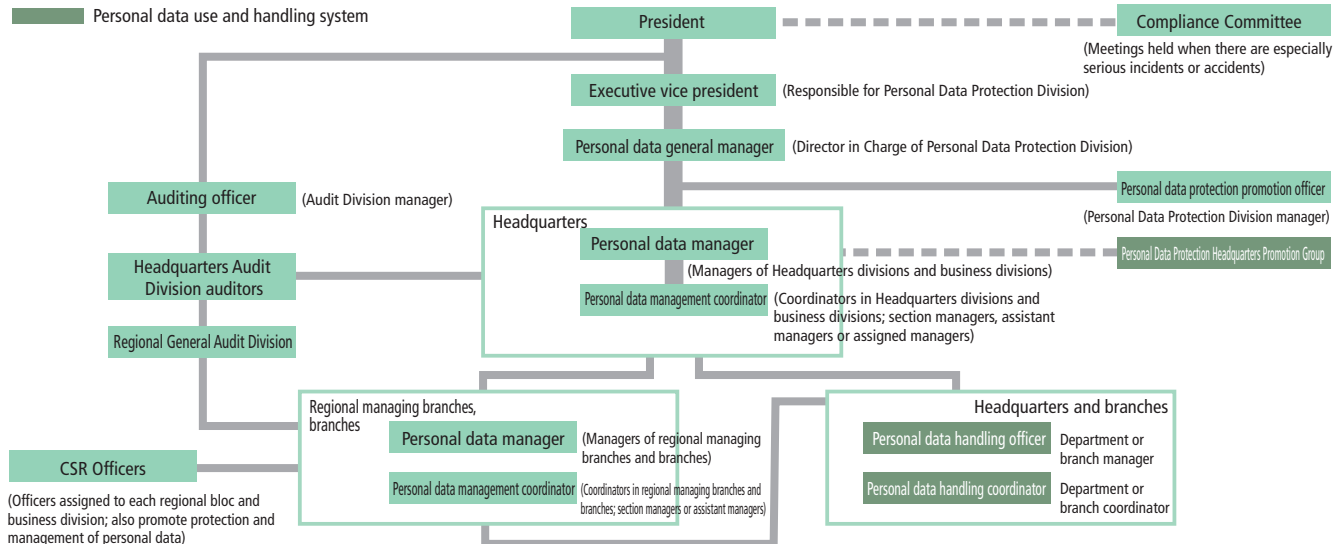 Personal data use and handling system
President
Compliance Committee
(Meetings held when there are especially
serious incidents or accidents)
Executive vice president
(Responsible for Personal Data Protection Division)
Personal data general manager
(Director in Charge of Personal Data Protection Division)
Auditing officer
(Audit Division manager)
Personal data protection promotion officer
(Personal Data Protection Division manager)
Headquarters
Personal data manager
(Managers of Headquarters divisions and business divisions)
Personal Data Protection Headquarters Promotion Group
Headquarters Audit
Division auditors
Personal data management coordinator
(Coordinators in Headquarters divisions and
business divisions; section managers, assistant
managers or assigned managers)
Regional General Audit Division
Regional managing branches,
branches
Personal data manager
(Managers of regional managing
branches and branches)
Personal data management coordinator
(Coordinators in regional managing branches and
branches; section managers or assistant managers)
Headquarters and branches
Personal data handling officer
Department or
branch manager
Personal data handling coordinator
Department or
branch coordinator
CSR Officers
(Officers assigned to each regional bloc and
business division; also promote protection and
management of personal data)